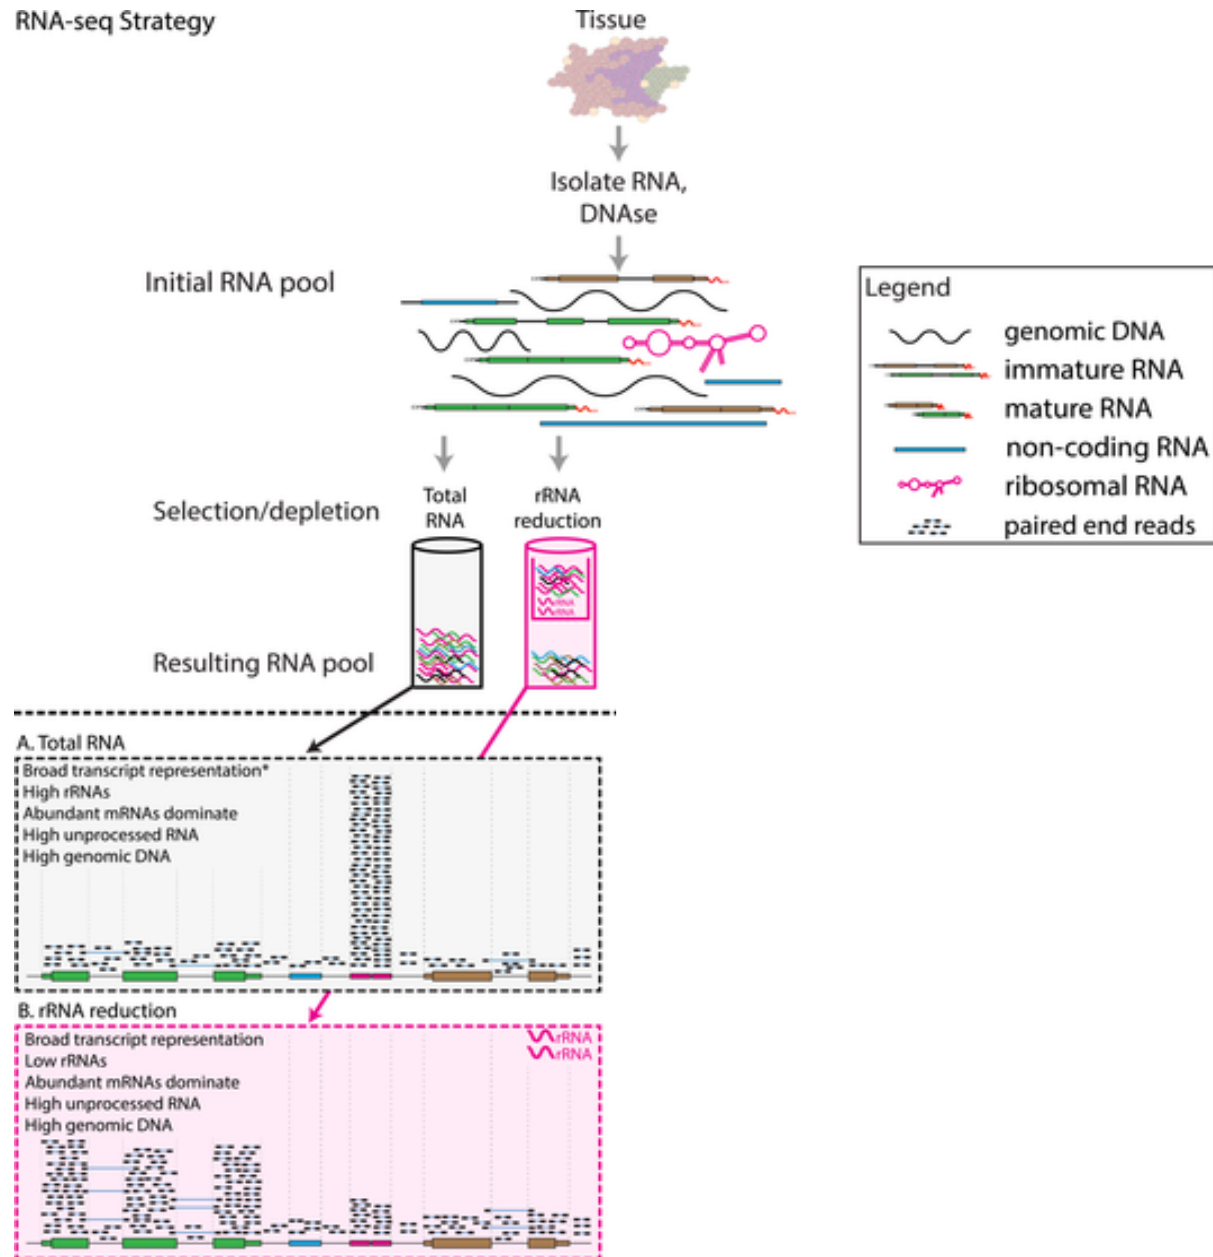 RNA-seq Strategy
Tissue
Isolate RNA,
DNAse
Initial RNA pool
Legend
genomic DNA
immature RNA
mature RNA
non-coding RNA
ribosomal RNA
paired end reads
Selection/depletion
Total
RNA
rRNA
reduction
rRNA
rRNA
Resulting RNA pool
A. Total RNA
Broad transcript representation*
High rRNAs
Abundant mRNAs dominate
High unprocessed RNA
High genomic DNA
B. rRNA reduction
Broad transcript representation
Low rRNAs
Abundant mRNAs dominate
High unprocessed RNA
High genomic DNA
rRNA
rRNA